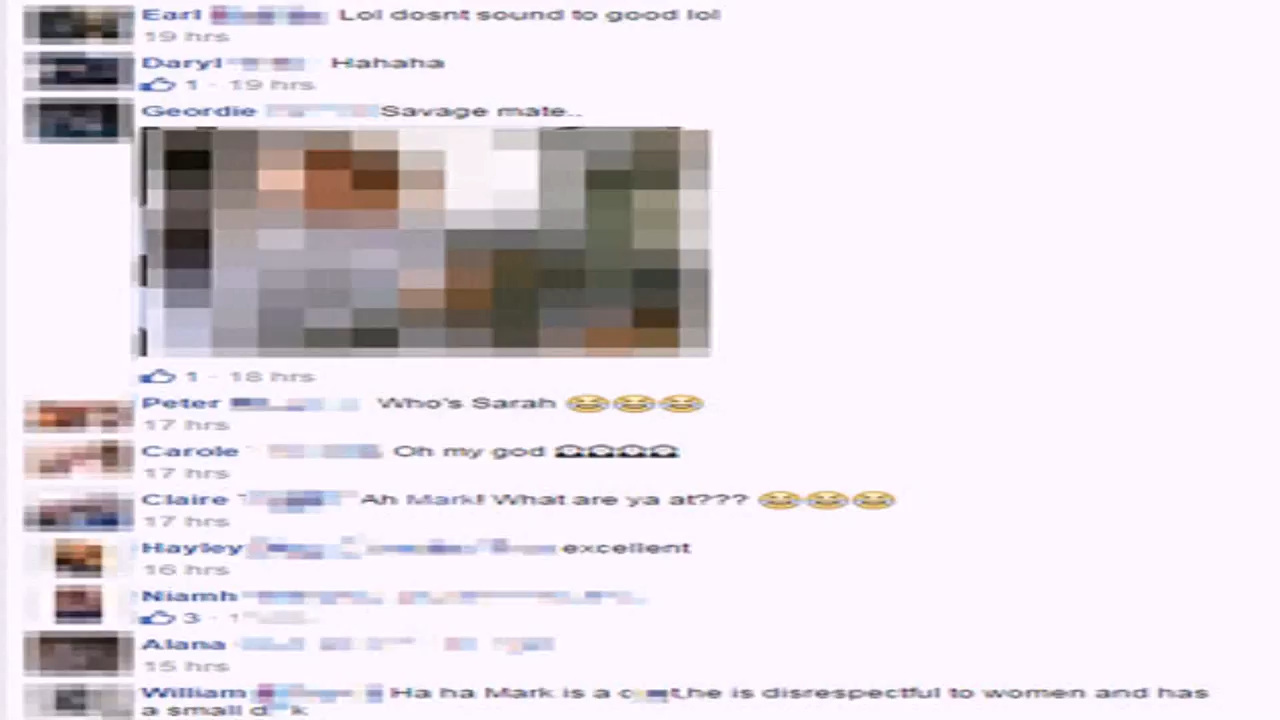 Earl Lol dosnt sound to good lol
19 hrs
Daryl Hahaha
1 · 19 hrs
Geordie Savage mate..
1 · 18 hrs
Peter Who's Sarah 😂😂😂
17 hrs
Carole Oh my god
17 hrs
Claire Ah Mark! What are ya at??? 😂😂😂
17 hrs
Hayley excellent
16 hrs
Niamh
3 ·
Alana
15 hrs
William Ha ha Mark is a c t,he is disrespectful to women and has
a small d k